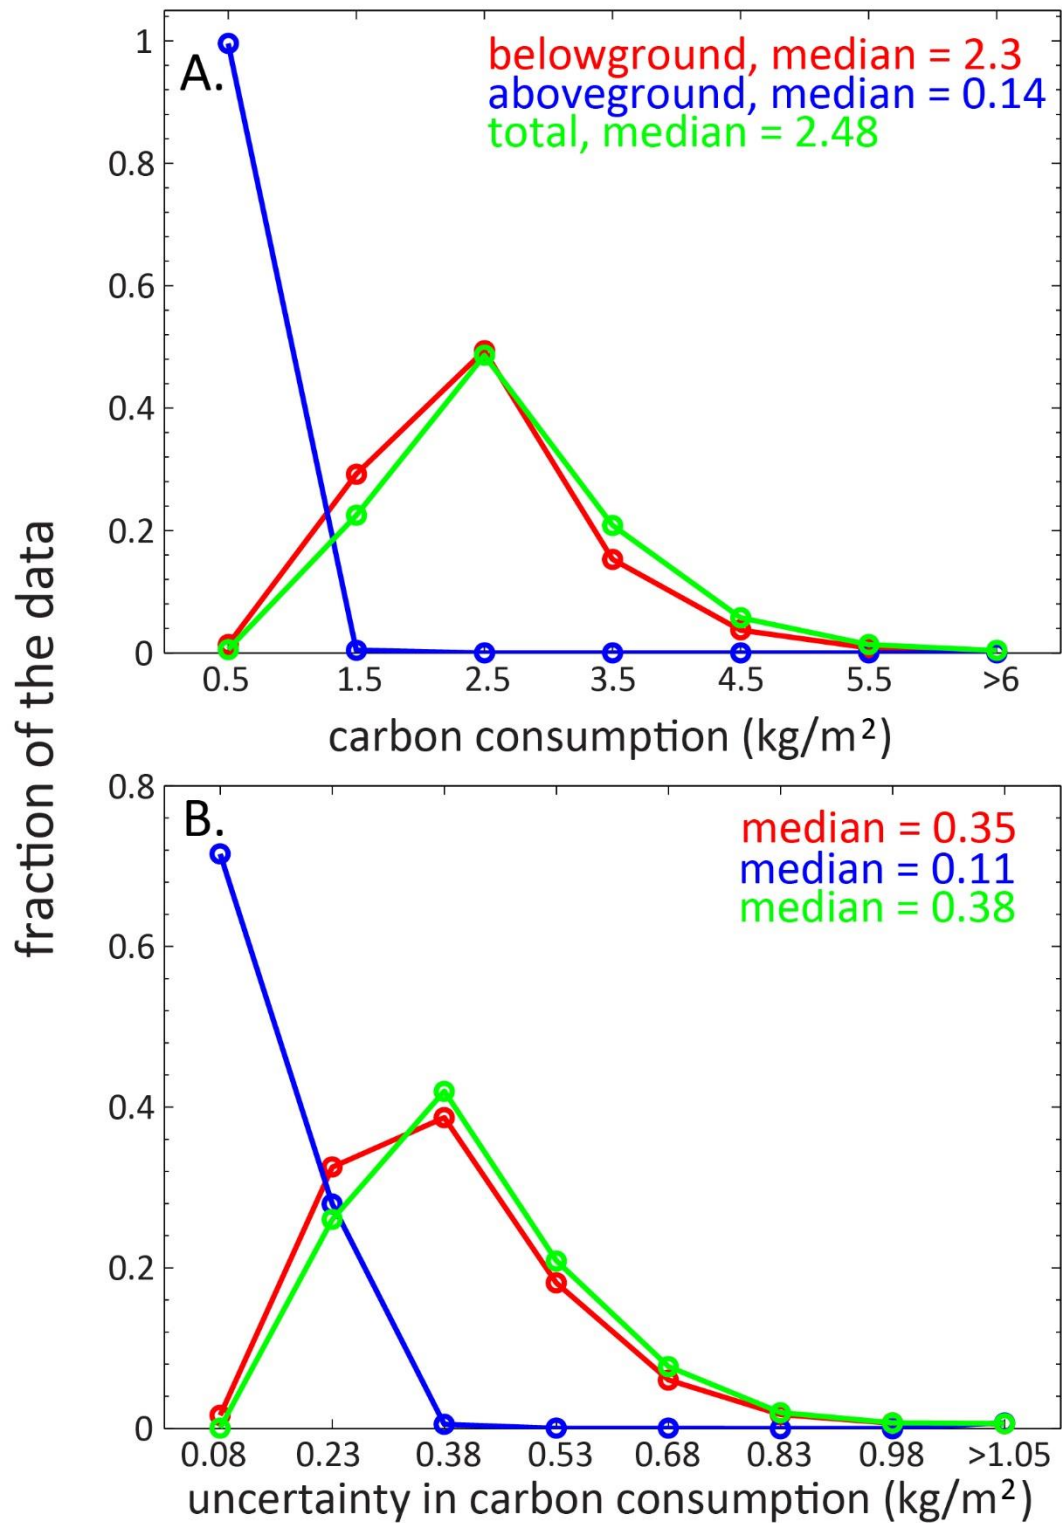 fraction of the data
A.
belowground, median = 2.3
aboveground, median = 0.14
total, median = 2.48
1
0.8
0.6
0.4
0.2
0
0.5 1.5 2.5 3.5 4.5 5.5 >6
carbon consumption (kg/m²)
B.
median = 0.35
median = 0.11
median = 0.38
0.8
0.6
0.4
0.2
0
0.08 0.23 0.38 0.53 0.68 0.83 0.98 >1.05
uncertainty in carbon consumption (kg/m²)